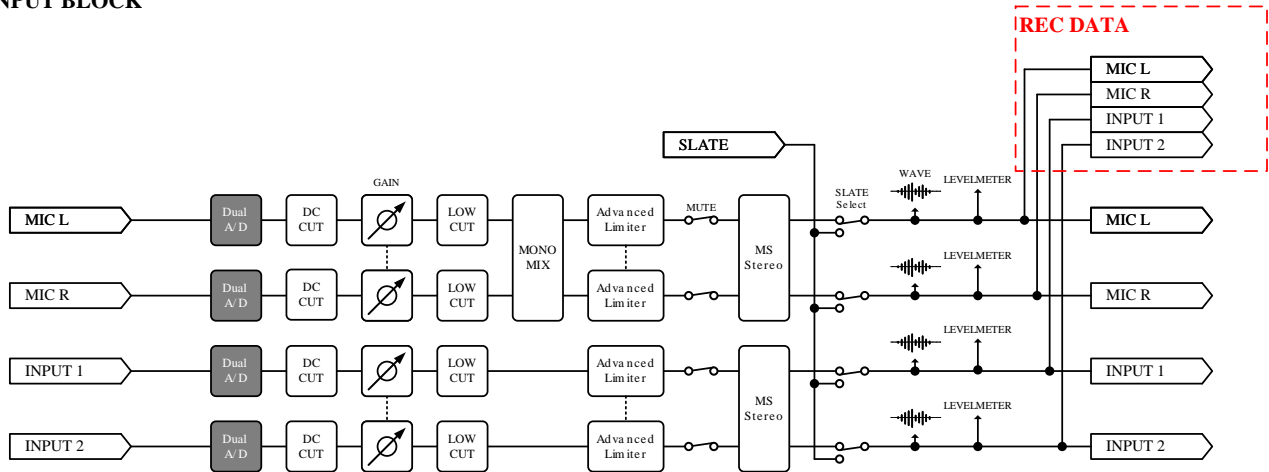 INPUT BLOCK
REC DATA
MIC L
MIC R
INPUT 1
INPUT 2
SLATE
GAIN
MUTE
SLATE
Select
WAVE
LEVELMETER
MIC L
Dual
A/D
DC
CUT
LOW
CUT
MONO
MIX
Advanced
Limiter
MS
Stereo
MIC L
LEVELMETER
MIC R
Dual
A/D
DC
CUT
LOW
CUT
Advanced
Limiter
MIC R
LEVELMETER
INPUT 1
Dual
A/D
DC
CUT
LOW
CUT
Advanced
Limiter
MS
Stereo
INPUT 1
LEVELMETER
INPUT 2
Dual
A/D
DC
CUT
LOW
CUT
Advanced
Limiter
INPUT 2